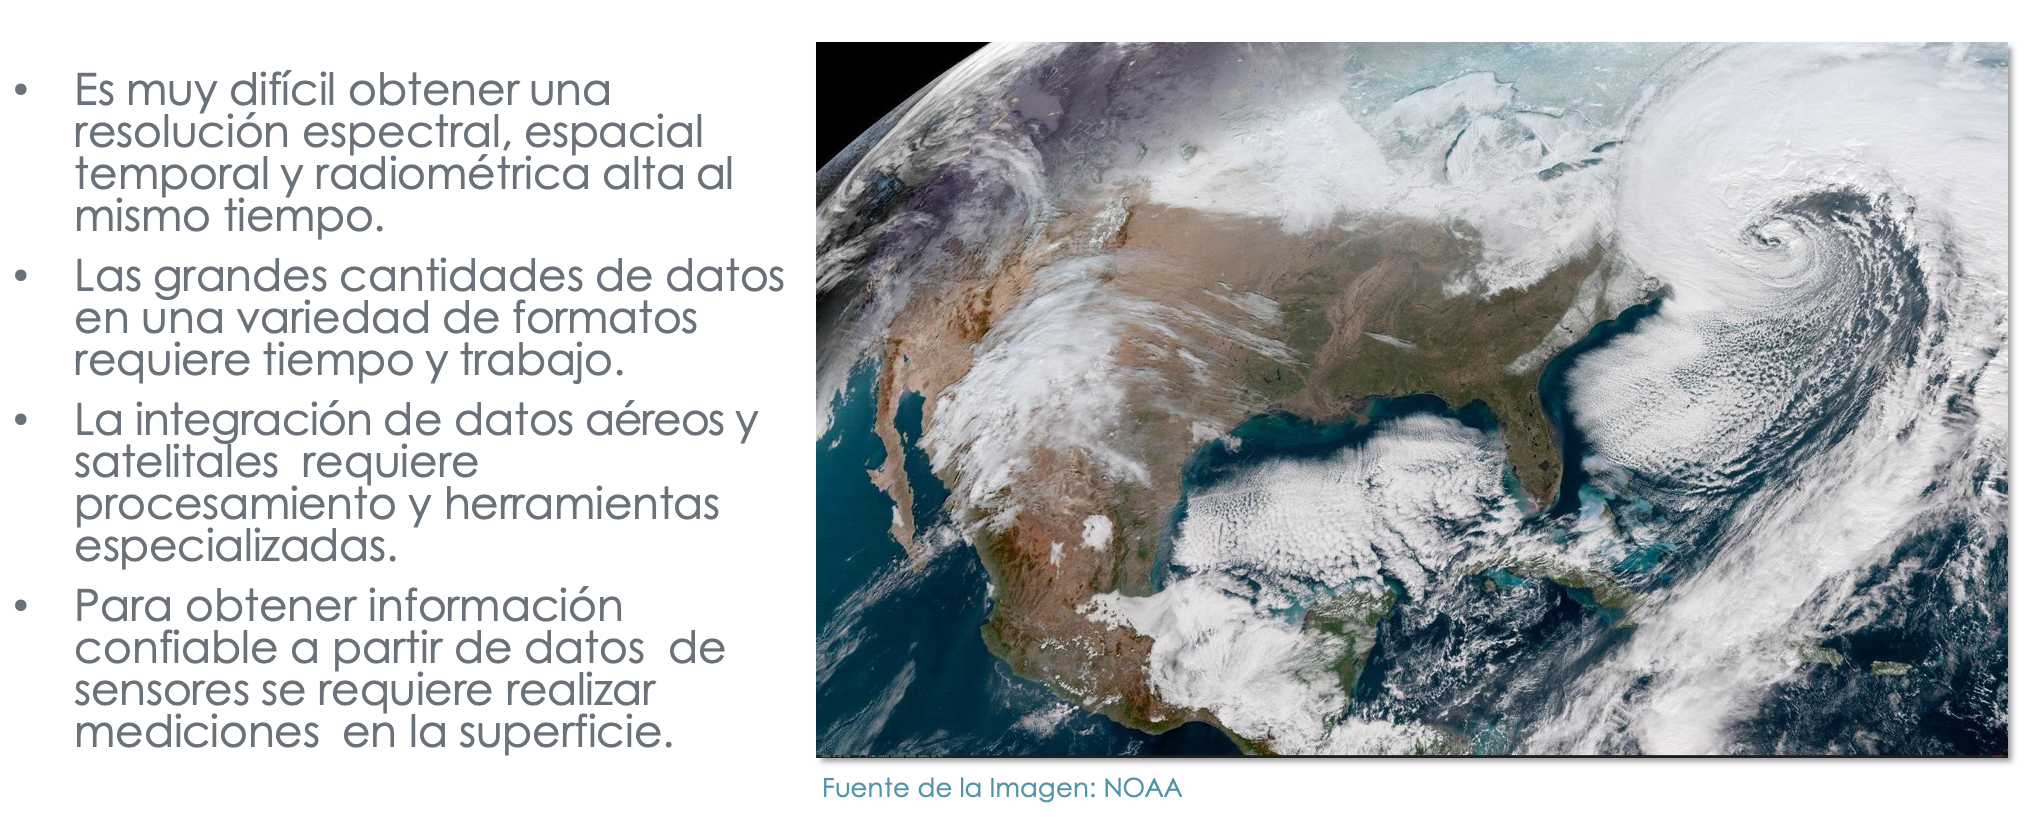 • Es muy difícil obtener una
resolución espectral, espacial
temporal y radiométrica alta al
mismo tiempo.
• Las grandes cantidades de datos
en una variedad de formatos
requiere tiempo y trabajo.
• La integración de datos aéreos y
satelitales  requiere
procesamiento y herramientas
especializadas.
• Para obtener información
confiable a partir de datos  de
sensores se requiere realizar
mediciones  en la superficie.
Fuente de la Imagen: NOAA